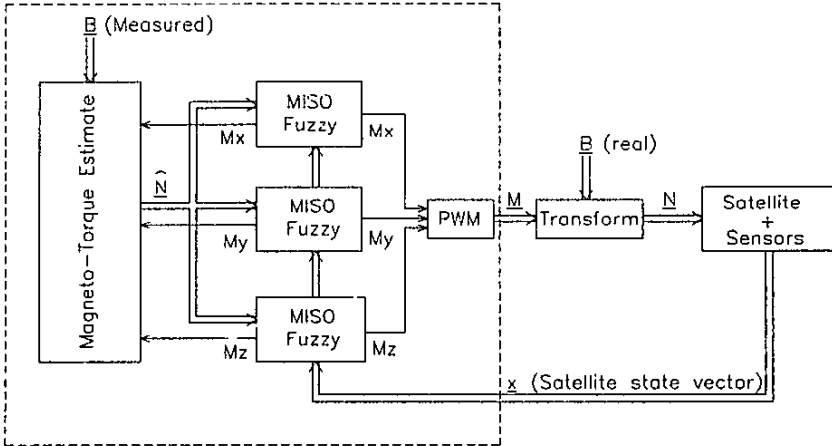 B (Measured)
Magneto-Torque Estimate
N̂
MISO
Fuzzy
Mx
Mx
MISO
Fuzzy
My
My
MISO
Fuzzy
Mz
Mz
PWM
M
B (real)
Transform
N
Satellite
+
Sensors
x (Satellite state vector)